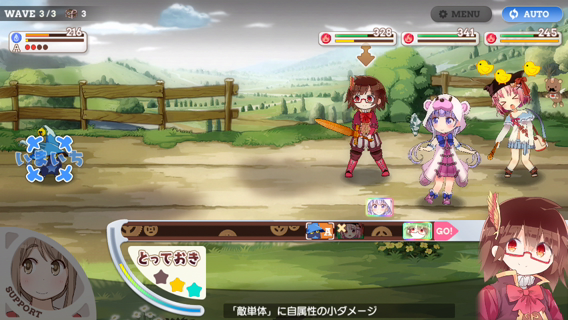 WAVE 3/3 3
MENU
AUTO
216
A
328
341
245
いまいち
GO!
とっておき
SUPPORT
「敵単体」に自属性の小ダメージ